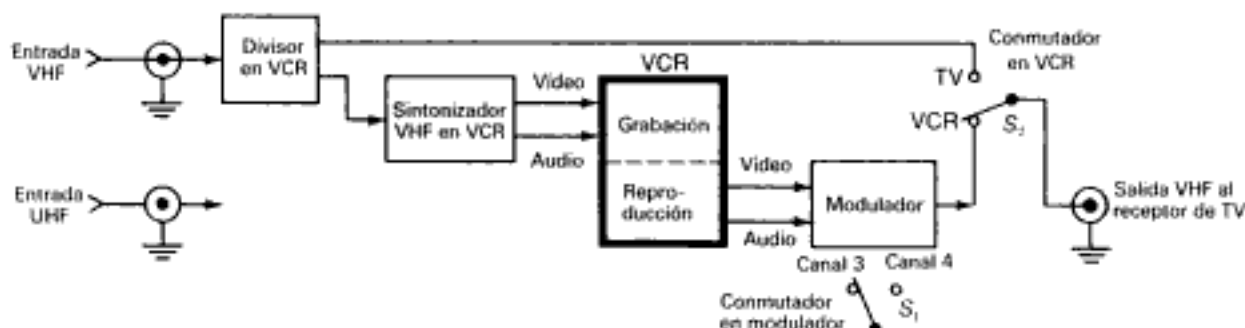 Entrada
VHF
Divisor
en VCR
Sintonizador
VHF en VCR
Vídeo
Audio
VCR
Grabación
Repro-
ducción
Vídeo
Audio
Modulador
Canal 3
Canal 4
Conmutador
en modulador
S₁
Conmutador
en VCR
TV
VCR
S₂
Salida VHF al
receptor de TV
Entrada
UHF